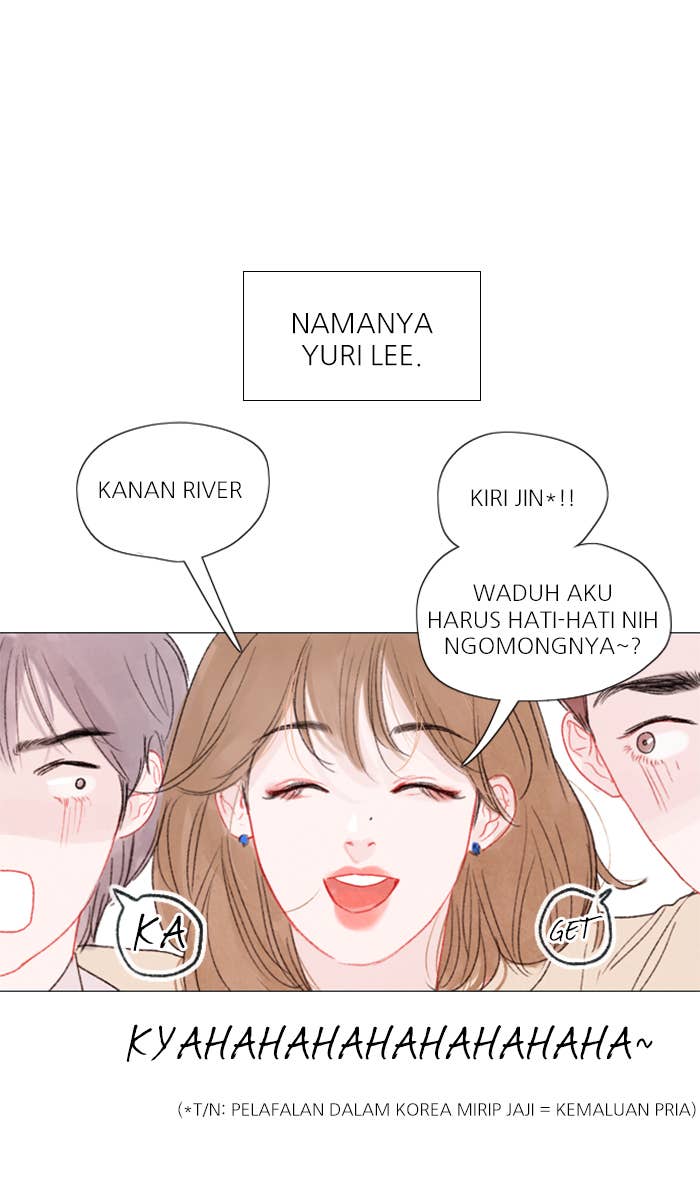 NAMANYA
YURI LEE.
KANAN RIVER
KIRI JIN*!!
WADUH AKU
HARUS HATI-HATI NIH
NGOMONGNYA~?
KA
GET
KYAHAHAHAHAHAHAHAHA~
(*T/N: PELAFALAN DALAM KOREA MIRIP JAJI = KEMALUAN PRIA)